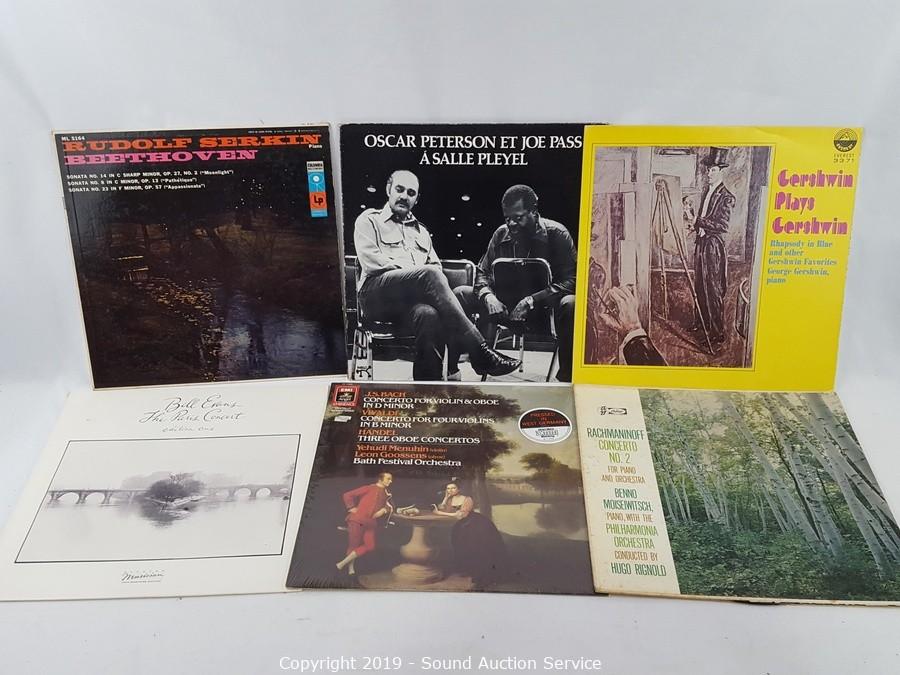 ML 5164
RUDOLF SERKIN
Piano
BEETHOVEN
SONATA NO. 14 IN C SHARP MINOR, OP. 27, NO. 2 ("Moonlight")
SONATA NO. 8 IN C MINOR, OP. 13 ("Pathétique")
SONATA NO. 23 IN F MINOR, OP. 57 ("Appassionata")
COLUMBIA
Lp
OSCAR PETERSON ET JOE PASS
À SALLE PLEYEL
EVEREST
3371
Gershwin
Plays
Gershwin
Rhapsody in Blue
and other
Gershwin Favorites
George Gershwin,
piano
Bill Evans
The Paris Concert
edition one
Musician
EMI
Angel
J.S. BACH
CONCERTO FOR VIOLIN & OBOE
IN D MINOR
VIVALDI
CONCERTO FOR FOUR VIOLINS
IN B MINOR
HANDEL
THREE OBOE CONCERTOS
Yehudi Menuhin (violin)
Leon Goossens (oboe)
Bath Festival Orchestra
PRESSED IN
WEST GERMANY
RACHMANINOFF
CONCERTO
NO. 2
FOR PIANO
AND ORCHESTRA
BENNO
MOISEIWITSCH,
PIANO, WITH THE
PHILHARMONIA
ORCHESTRA
CONDUCTED BY
HUGO RIGNOLD
Copyright 2019 - Sound Auction Service